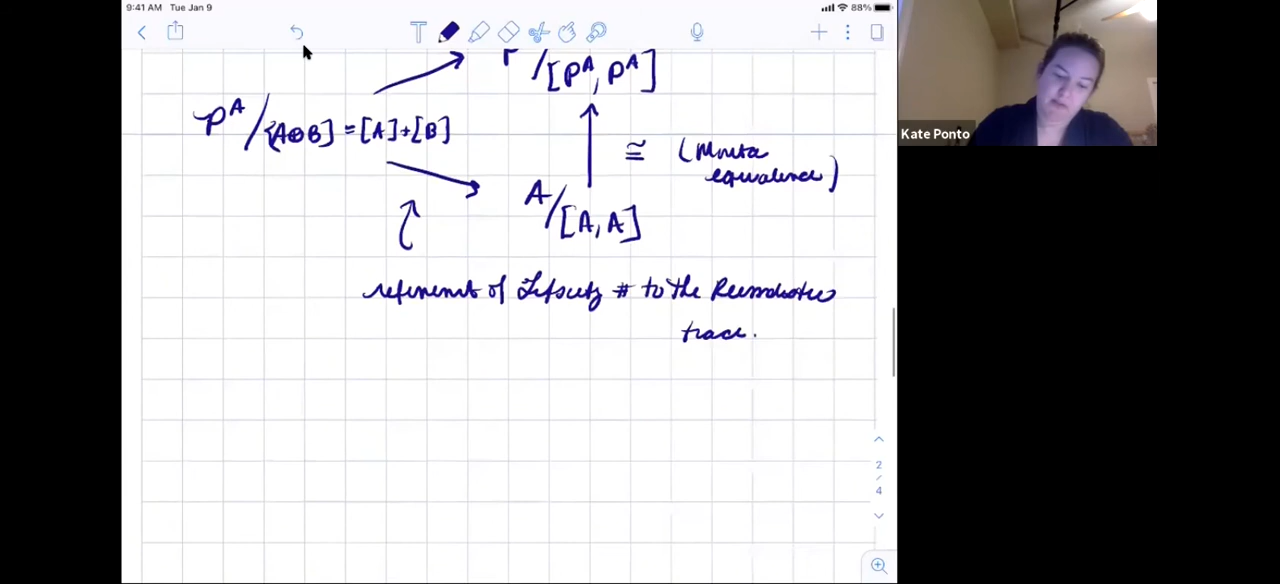 9:41 AM Tue Jan 9
88%
/[P^A, P^A]
P^A/[A⊕B] = [A]+[B]
≅ (Morita
equivalence)
A/[A, A]
refinement of Lefschetz # to the Reidemeister
trace.
Kate Ponto
2
/
4